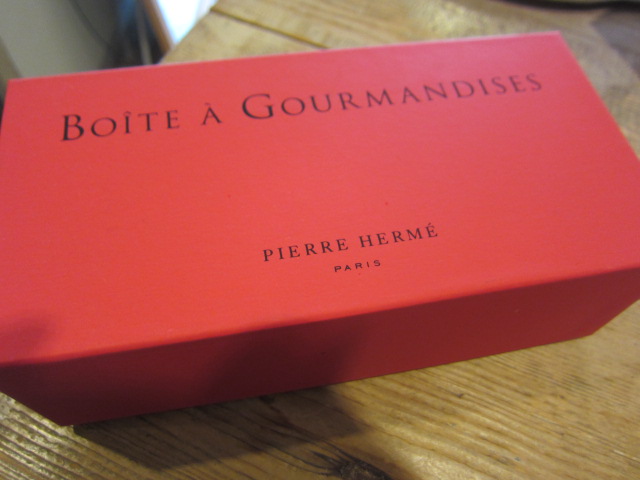 BOÎTE À GOURMANDISES
PIERRE HERMÉ
PARIS